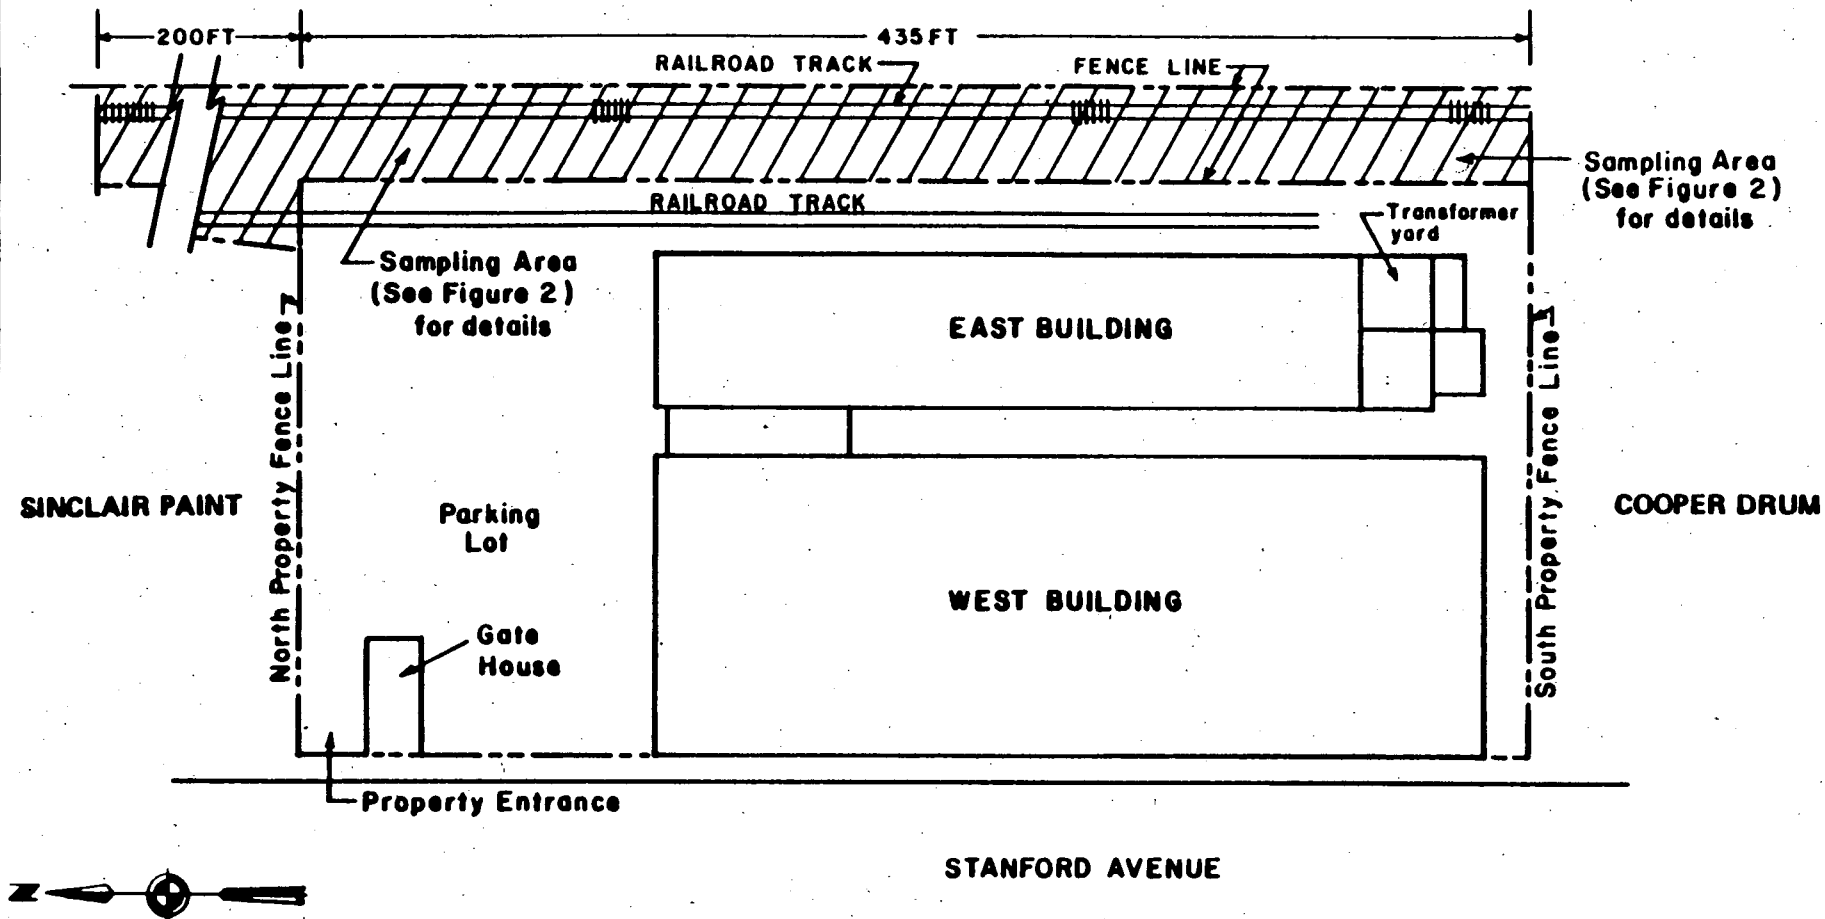 200FT
435FT
RAILROAD TRACK
FENCE LINE
Sampling Area
(See Figure 2)
for details
RAILROAD TRACK
Transformer
yard
Sampling Area
(See Figure 2)
for details
EAST BUILDING
North Property Fence Line
South Property Fence Line
SINCLAIR PAINT
Parking
Lot
COOPER DRUM
WEST BUILDING
Gate
House
Property Entrance
STANFORD AVENUE
N